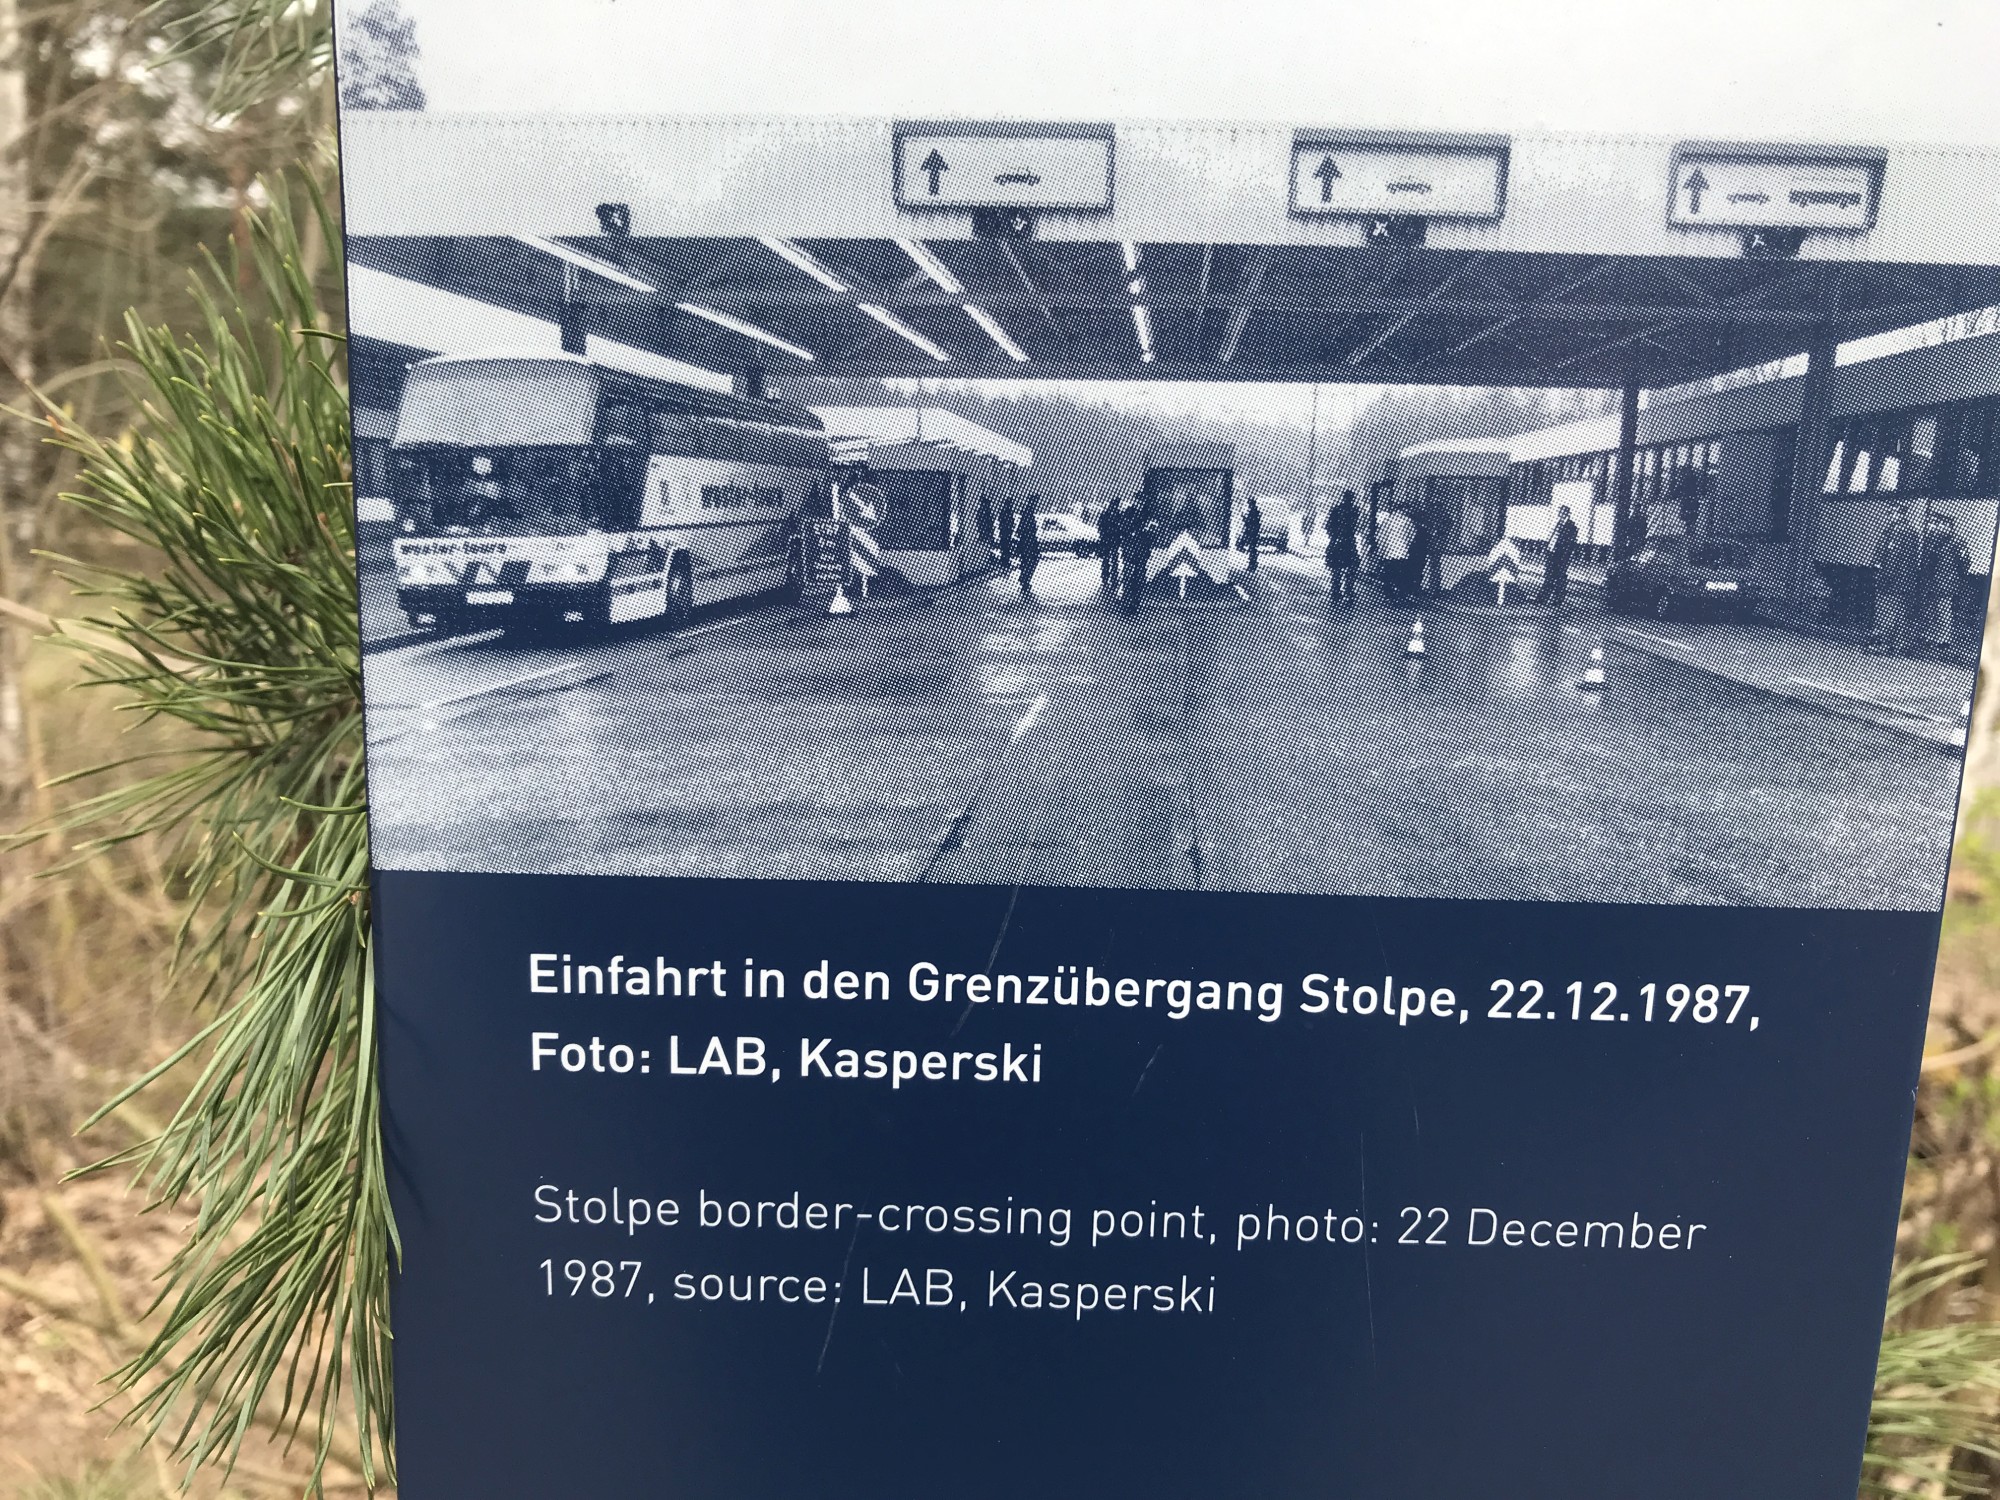 Einfahrt in den Grenzübergang Stolpe, 22.12.1987,
Foto: LAB, Kasperski
Stolpe border-crossing point, photo: 22 December
1987, source: LAB, Kasperski